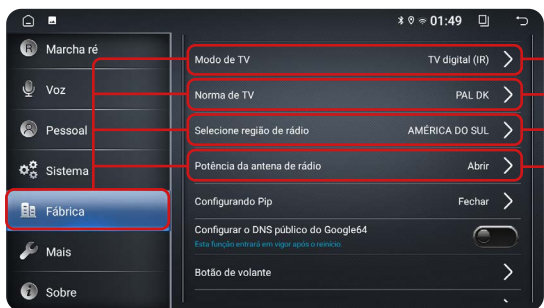 01:49
Marcha ré
Voz
Pessoal
Sistema
Fábrica
Mais
Sobre
Modo de TV TV digital (IR)
Norma de TV PAL DK
Selecione região de rádio AMÉRICA DO SUL
Potência da antena de rádio Abrir
Configurando Pip Fechar
Configurar o DNS público do Google64
Esta função entrará em vigor após o reinício.
Botão de volante